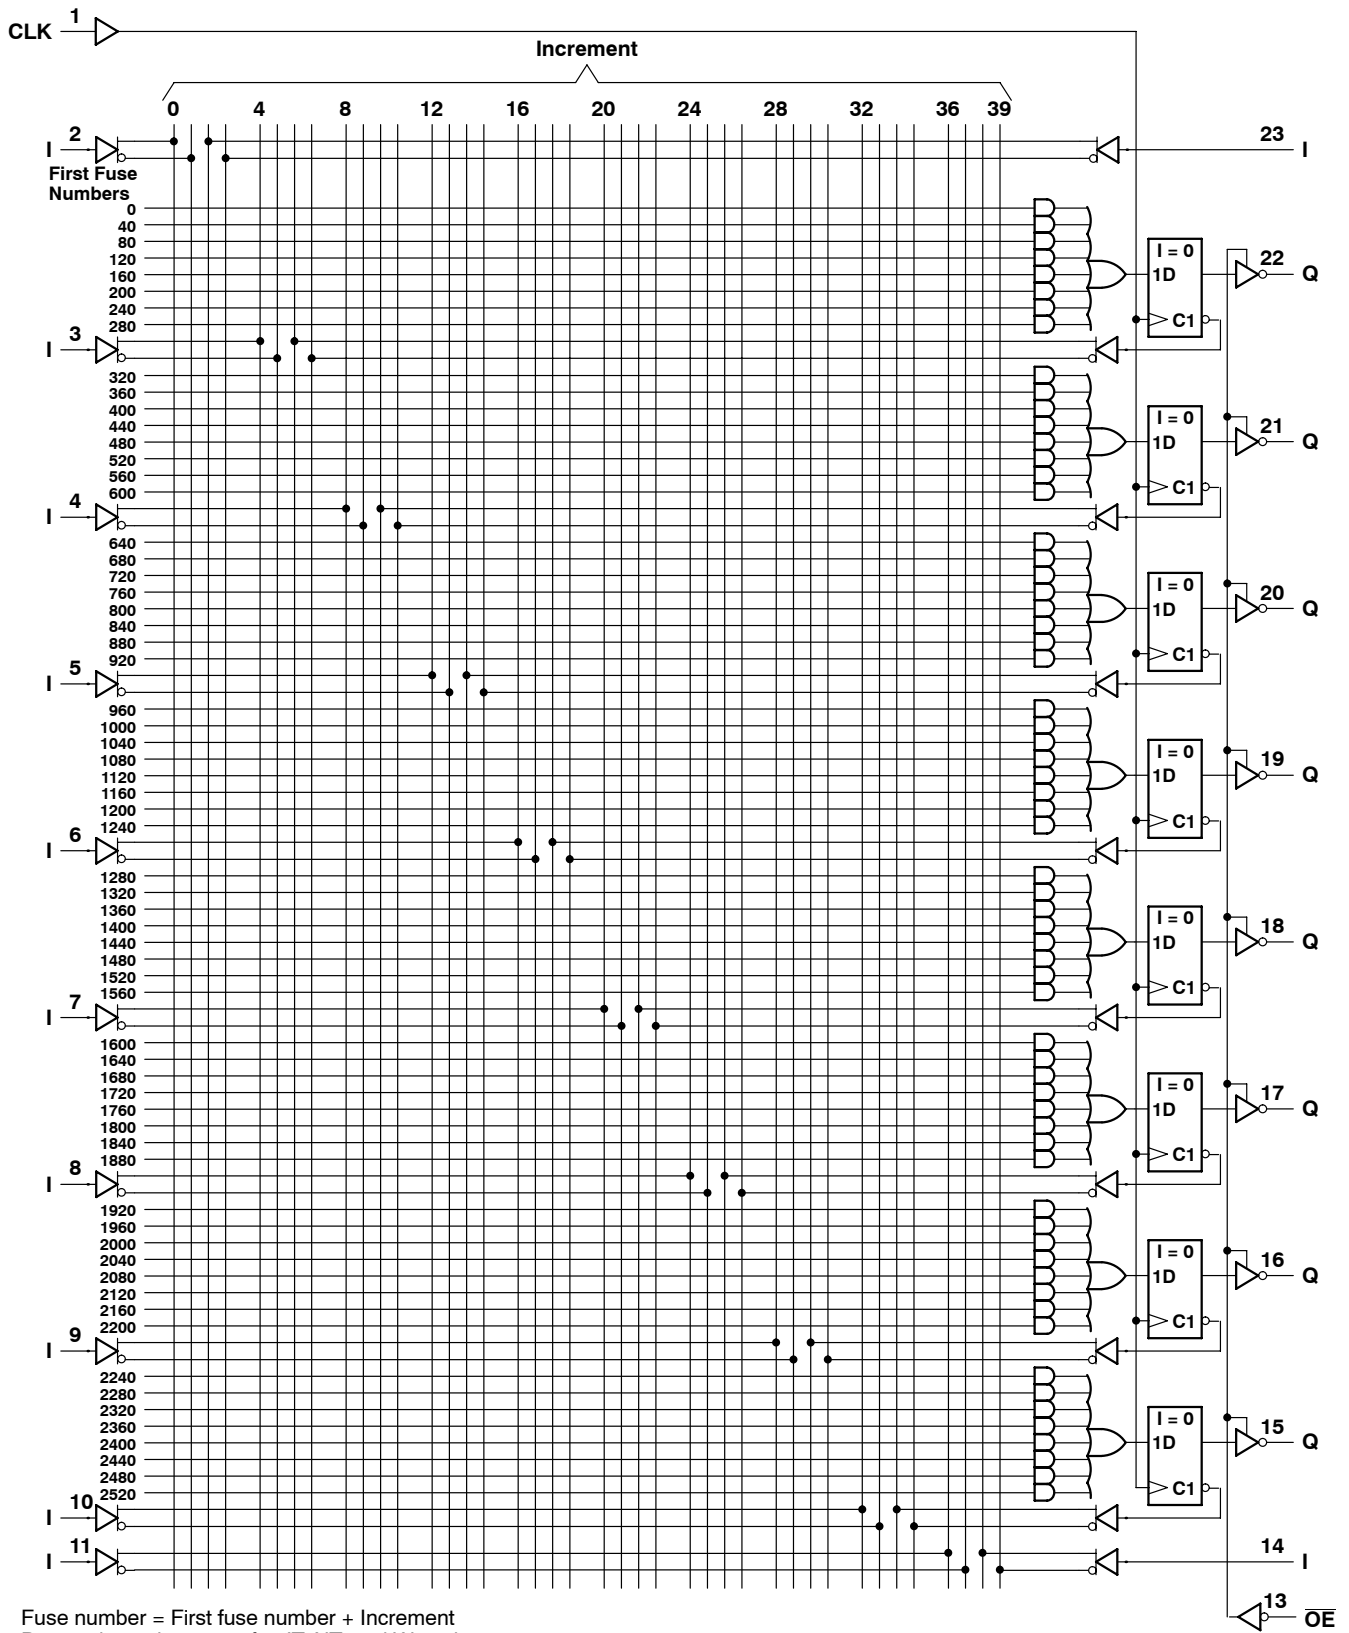 CLK 1
Increment
0 4 8 12 16 20 24 28 32 36 39
I 2 23 I
First Fuse
Numbers
0
40
80
120 I = 0 22
160 1D Q
200
240
280 C1
I 3
320
360
400
440 I = 0 21
480 1D Q
520
560
600 C1
I 4
640
680
720
760 I = 0 20
800 1D Q
840
880
920 C1
I 5
960
1000
1040
1080 I = 0 19
1120 1D Q
1160
1200
1240 C1
I 6
1280
1320
1360
1400 I = 0 18
1440 1D Q
1480
1520
1560 C1
I 7
1600
1640
1680
1720 I = 0 17
1760 1D Q
1800
1840
1880 C1
I 8
1920
1960
2000
2040 I = 0 16
2080 1D Q
2120
2160
2200 C1
I 9
2240
2280
2320
2360 I = 0 15
2400 1D Q
2440
2480
2520 C1
I 10
I 11 14 I
13 OE
Fuse number = First fuse number + Increment